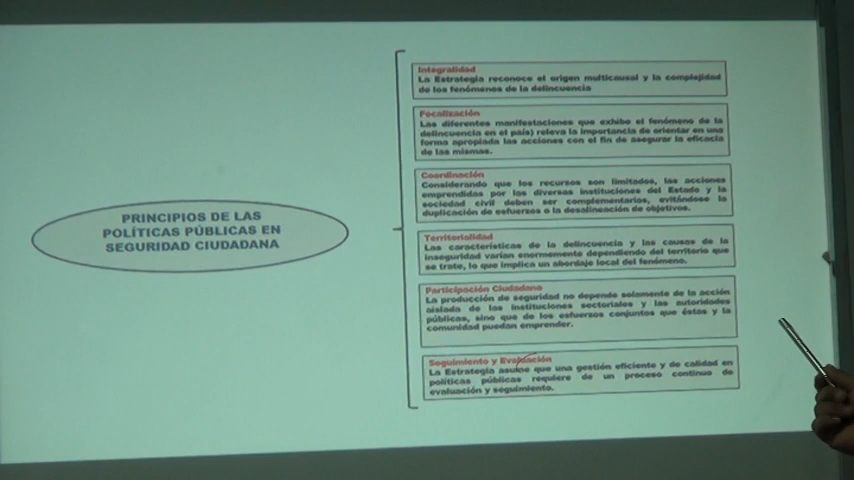 PRINCIPIOS DE LAS
POLÍTICAS PÚBLICAS EN
SEGURIDAD CIUDADANA
Integralidad
La Estrategia reconoce el origen multicausal y la complejidad
de los fenómenos de la delincuencia
Focalización
Las diferentes manifestaciones que exhibe el fenómeno de la
delincuencia en el país) releva la importancia de orientar en una
forma apropiada las acciones con el fin de asegurar la eficacia
de las mismas.
Coordinación
Considerando que los recursos son limitados, las acciones
emprendidas por las diversas instituciones del Estado y la
sociedad civil deben ser complementarias, evitándose la
duplicación de esfuerzos o la desalineación de objetivos.
Territorialidad
Las características de la delincuencia y las causas de la
inseguridad varían enormemente dependiendo del territorio que
se trate, lo que implica un abordaje local del fenómeno.
Participación Ciudadana
La producción de seguridad no depende solamente de la acción
aislada de las instituciones sectoriales y las autoridades
públicas, sino que de los esfuerzos conjuntos que éstas y la
comunidad puedan emprender.
Seguimiento y Evaluación
La Estrategia asume que una gestión eficiente y de calidad en
políticas públicas requiere de un proceso continuo de
evaluación y seguimiento.